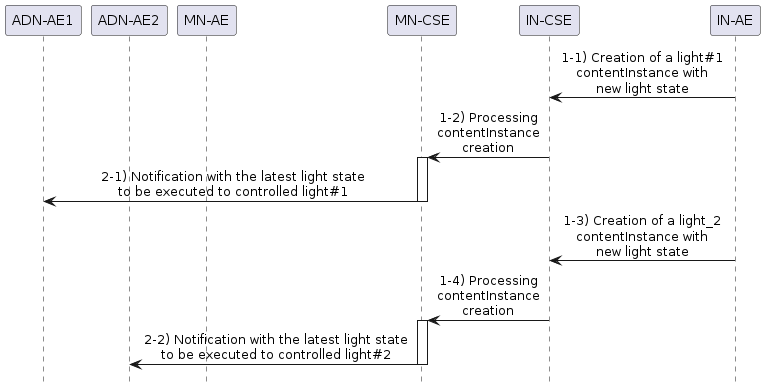 ADN-AE1 ADN-AE2 MN-AE MN-CSE IN-CSE IN-AE
1-1) Creation of a light#1
contentInstance with
new light state
1-2) Processing
contentInstance
creation
2-1) Notification with the latest light state
to be executed to controlled light#1
1-3) Creation of a light_2
contentInstance with
new light state
1-4) Processing
contentInstance
creation
2-2) Notification with the latest light state
to be executed to controlled light#2